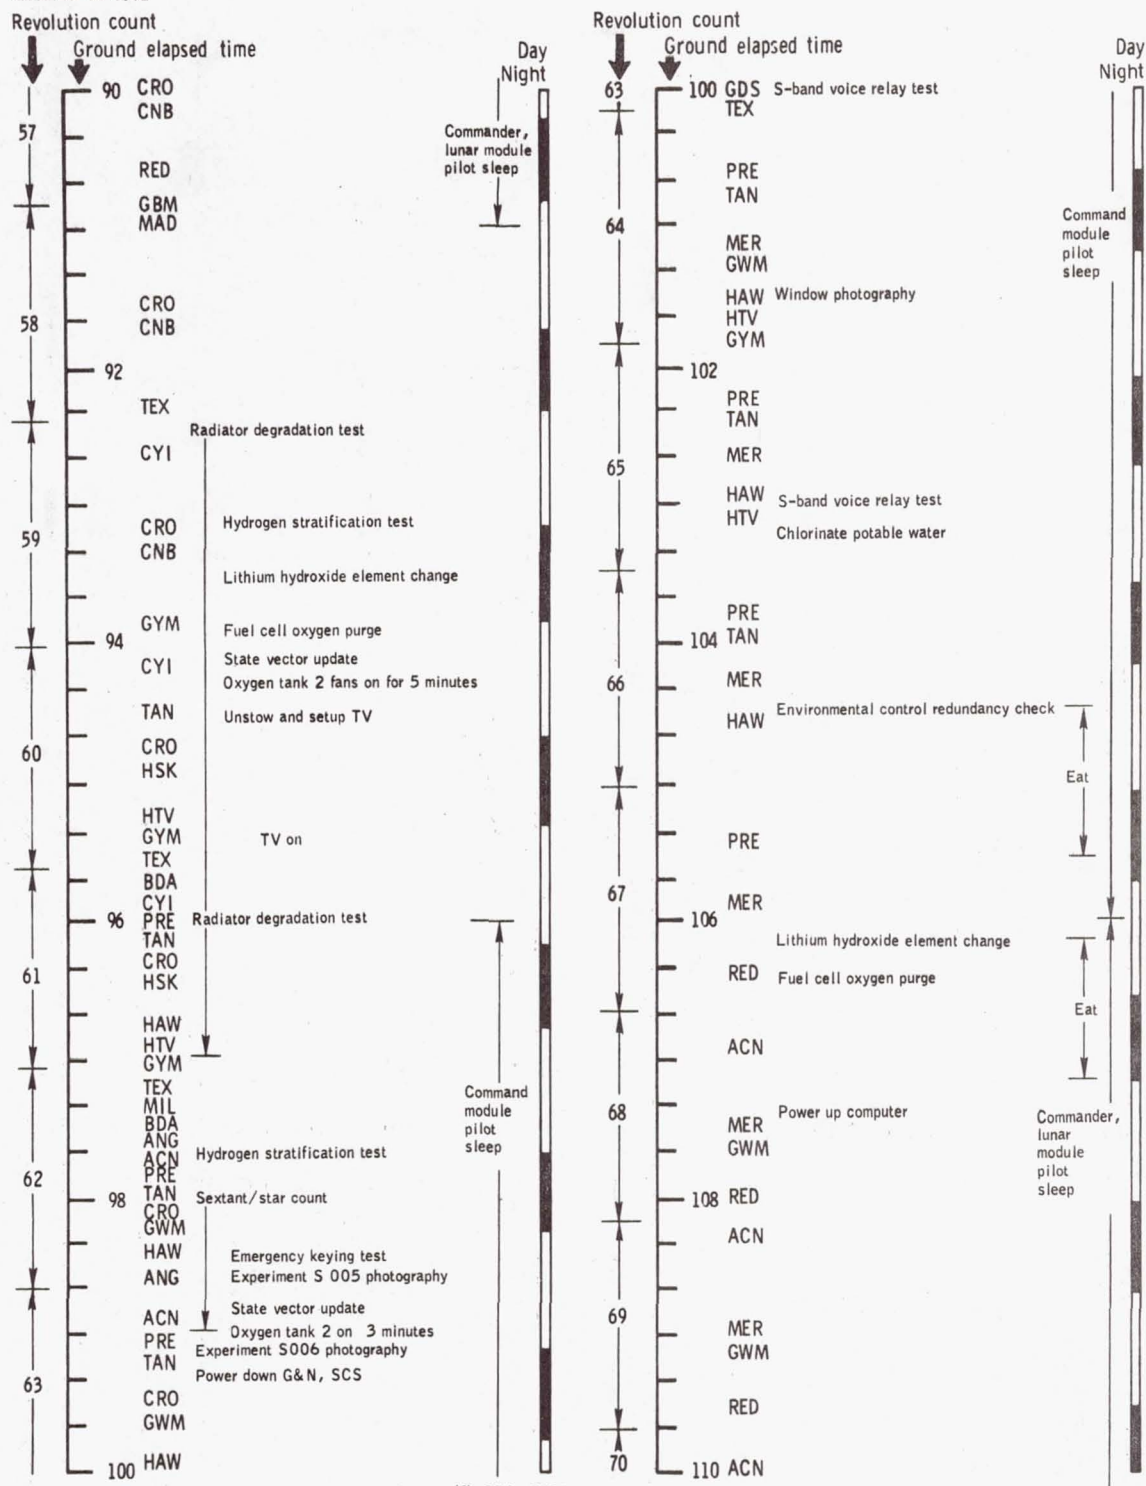 Revolution count
Ground elapsed time
Day
Night
90 CRO
CNB
57
Commander,
lunar module
pilot sleep
RED
GBM
MAD
CRO
58
CNB
92
TEX
Radiator degradation test
CYI
Hydrogen stratification test
CRO
59
CNB
Lithium hydroxide element change
GYM
Fuel cell oxygen purge
94
State vector update
CYI
Oxygen tank 2 fans on for 5 minutes
TAN
Unstow and setup TV
CRO
60
HSK
HTV
GYM
TV on
TEX
BDA
CYI
96 PRE Radiator degradation test
TAN
CRO
61
HSK
HAW
HTV
GYM
TEX
Command
module
pilot
sleep
MIL
BDA
ANG
ACN Hydrogen stratification test
PRE
62
98 TAN Sextant/star count
CRO
GWM
HAW
Emergency keying test
ANG
Experiment S 005 photography
State vector update
ACN
Oxygen tank 2 on 3 minutes
PRE
Experiment S006 photography
TAN
Power down G&N, SCS
63
CRO
GWM
100 HAW
Revolution count
Ground elapsed time
Day
Night
63
100 GDS S-band voice relay test
TEX
PRE
TAN
64
Command
module
pilot
sleep
MER
GWM
HAW Window photography
HTV
GYM
102
PRE
TAN
MER
65
HAW S-band voice relay test
HTV
Chlorinate potable water
PRE
104 TAN
MER
66
Environmental control redundancy check
HAW
Eat
PRE
67
MER
106
Lithium hydroxide element change
RED
Fuel cell oxygen purge
Eat
ACN
68
Power up computer
MER
GWM
Commander,
lunar
module
pilot
sleep
108 RED
ACN
69
MER
GWM
RED
70
110 ACN